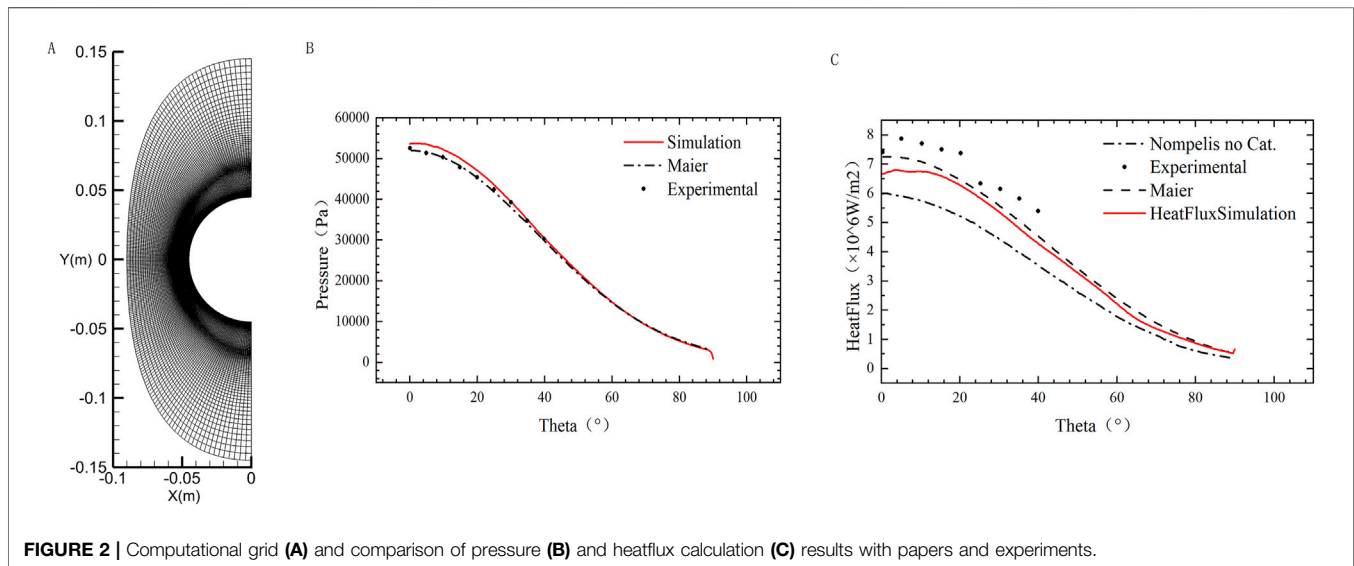 A
0.15
0.1
0.05
Y(m) 0
-0.05
-0.1
-0.15
-0.1 -0.05 0
X(m)
B
60000
50000
40000
30000
20000
10000
0
Pressure（Pa）
Simulation
Maier
Experimental
0 20 40 60 80 100
Theta（°）
C
8
7
6
5
4
3
2
1
0
HeatFlux（×10^6W/m2）
Nompelis no Cat.
Experimental
Maier
HeatFluxSimulation
0 20 40 60 80 100
Theta（°）
FIGURE 2 | Computational grid (A) and comparison of pressure (B) and heatflux calculation (C) results with papers and experiments.